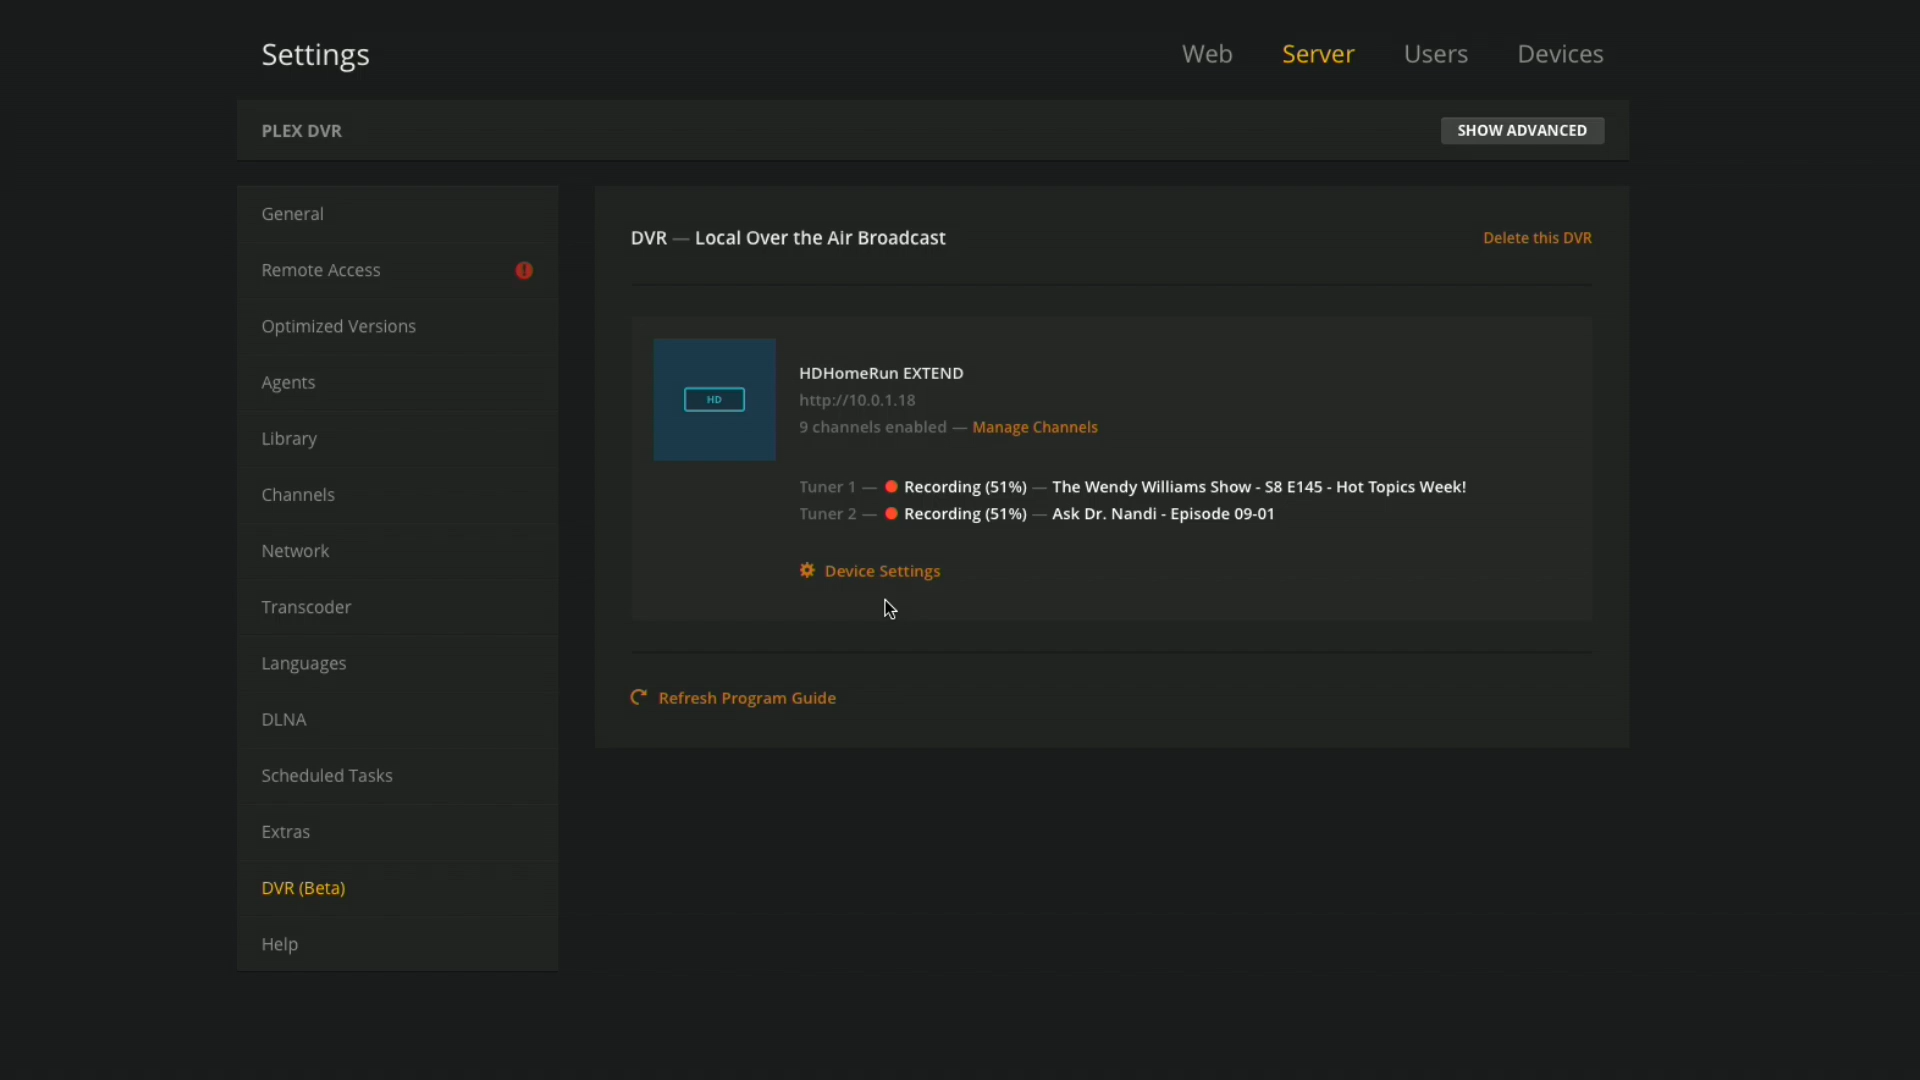 Settings
Web
Server
Users
Devices
PLEX DVR
SHOW ADVANCED
General
Remote Access
Optimized Versions
Agents
Library
Channels
Network
Transcoder
Languages
DLNA
Scheduled Tasks
Extras
DVR (Beta)
Help
DVR — Local Over the Air Broadcast
Delete this DVR
HD
HDHomeRun EXTEND
http://10.0.1.18
9 channels enabled — Manage Channels
Tuner 1 — Recording (51%) — The Wendy Williams Show - S8 E145 - Hot Topics Week!
Tuner 2 — Recording (51%) — Ask Dr. Nandi - Episode 09-01
Device Settings
Refresh Program Guide